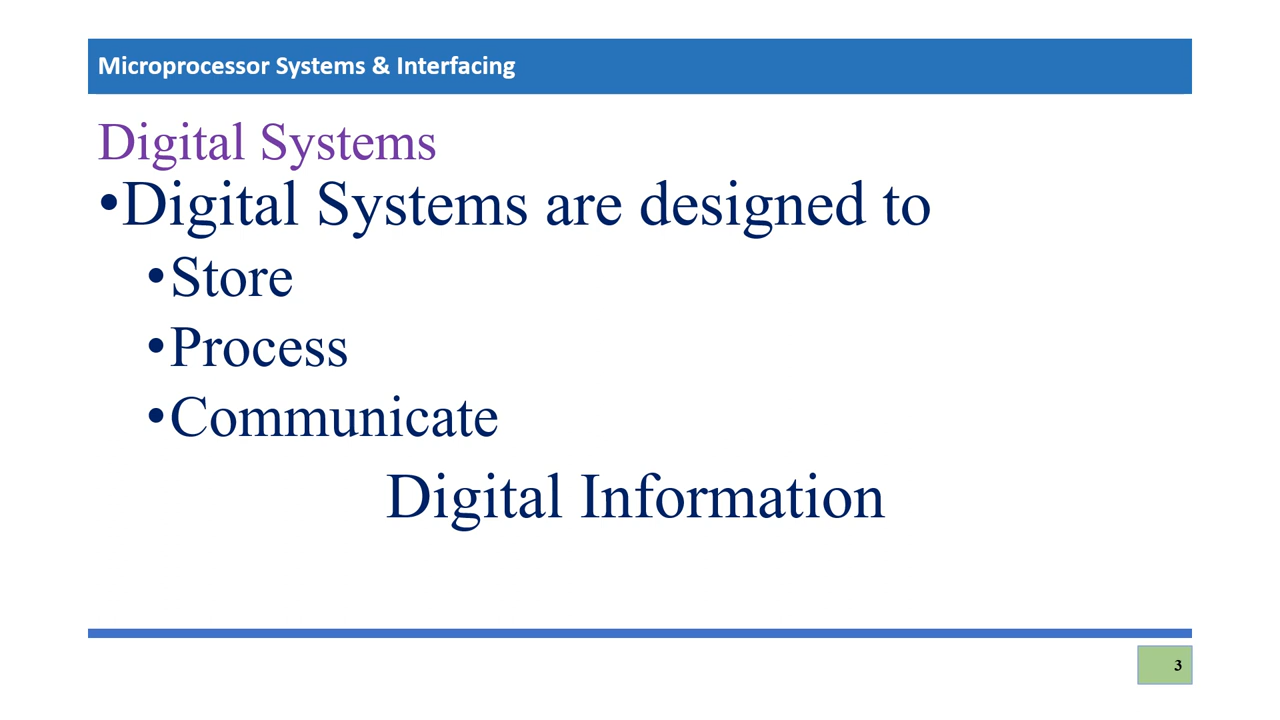 Microprocessor Systems & Interfacing
Digital Systems
•Digital Systems are designed to
•Store
•Process
•Communicate
Digital Information
3